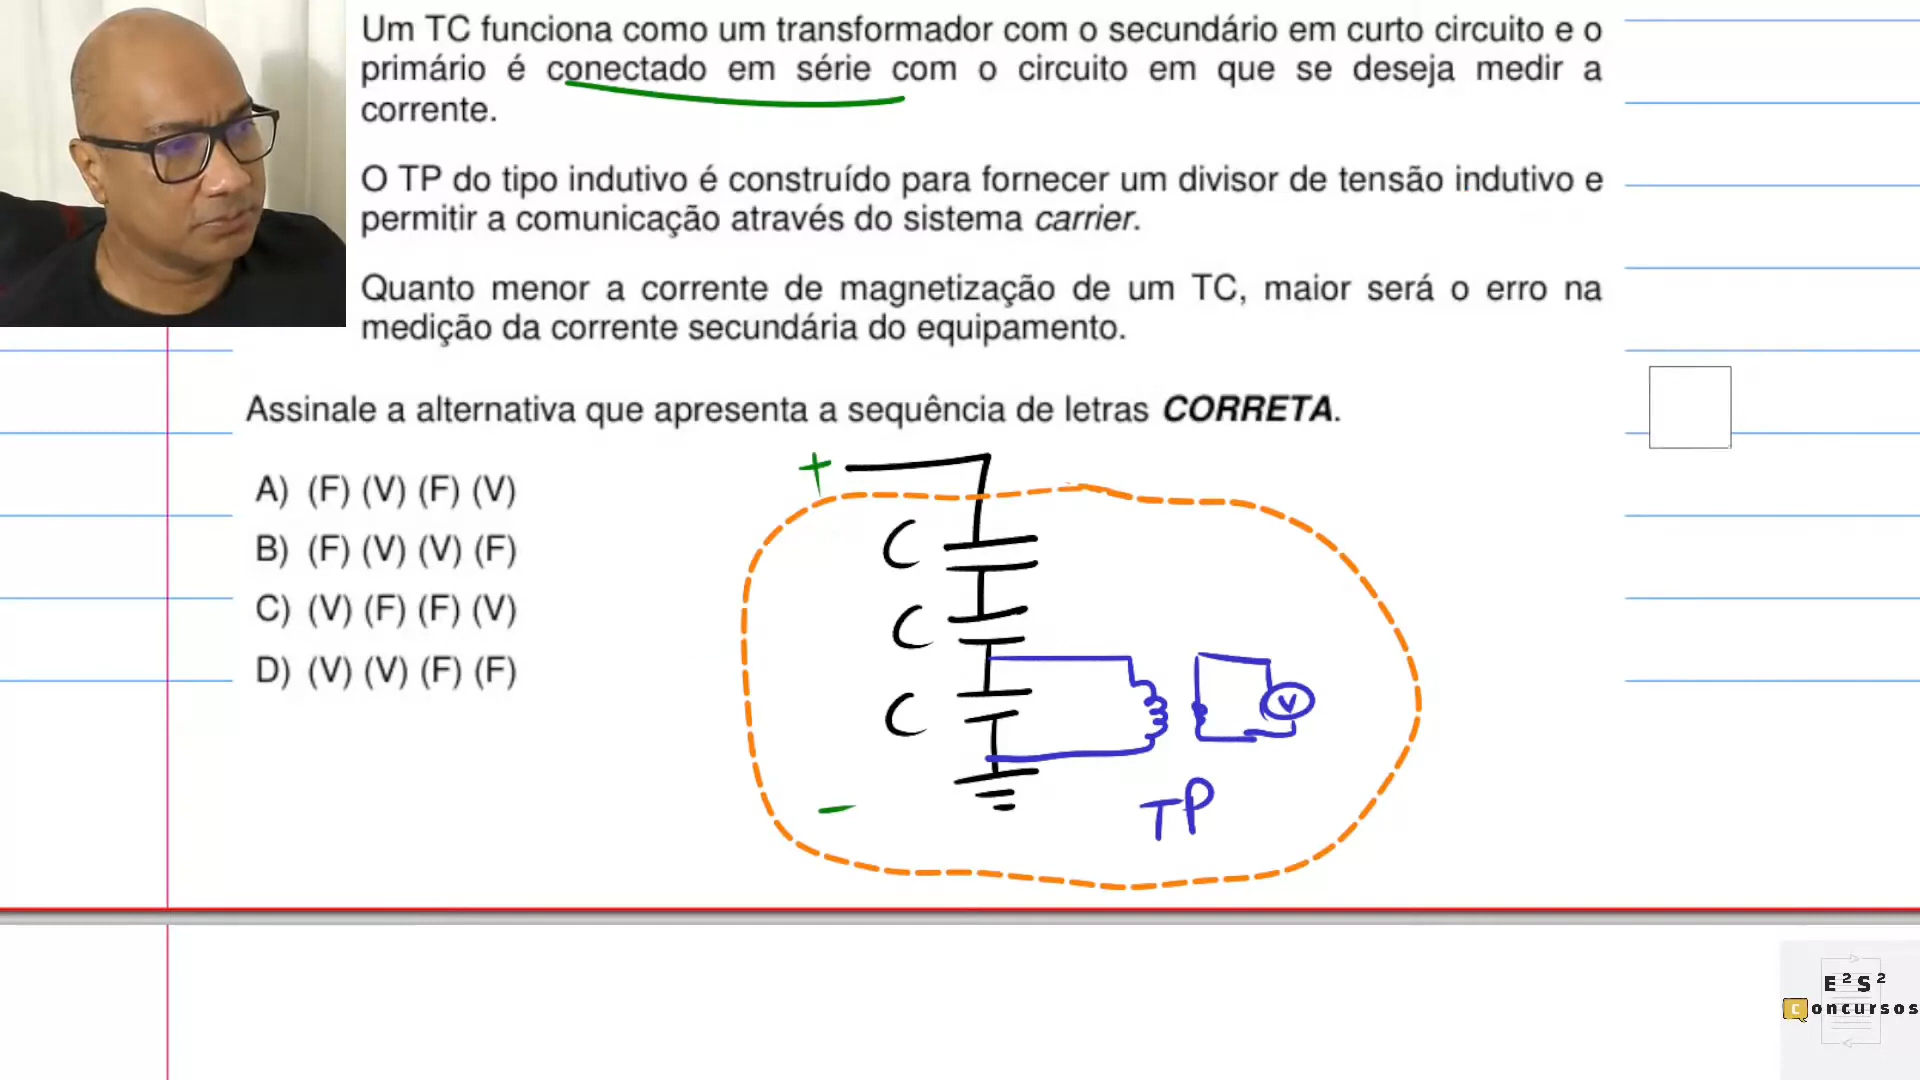 Um TC funciona como um transformador com o secundário em curto circuito e o
primário é conectado em série com o circuito em que se deseja medir a
corrente.
O TP do tipo indutivo é construído para fornecer um divisor de tensão indutivo e
permitir a comunicação através do sistema carrier.
Quanto menor a corrente de magnetização de um TC, maior será o erro na
medição da corrente secundária do equipamento.
Assinale a alternativa que apresenta a sequência de letras CORRETA.
A) (F) (V) (F) (V)
B) (F) (V) (V) (F)
C) (V) (F) (F) (V)
D) (V) (V) (F) (F)
+
C
C
C
V
-
TP
E²S²
Concursos